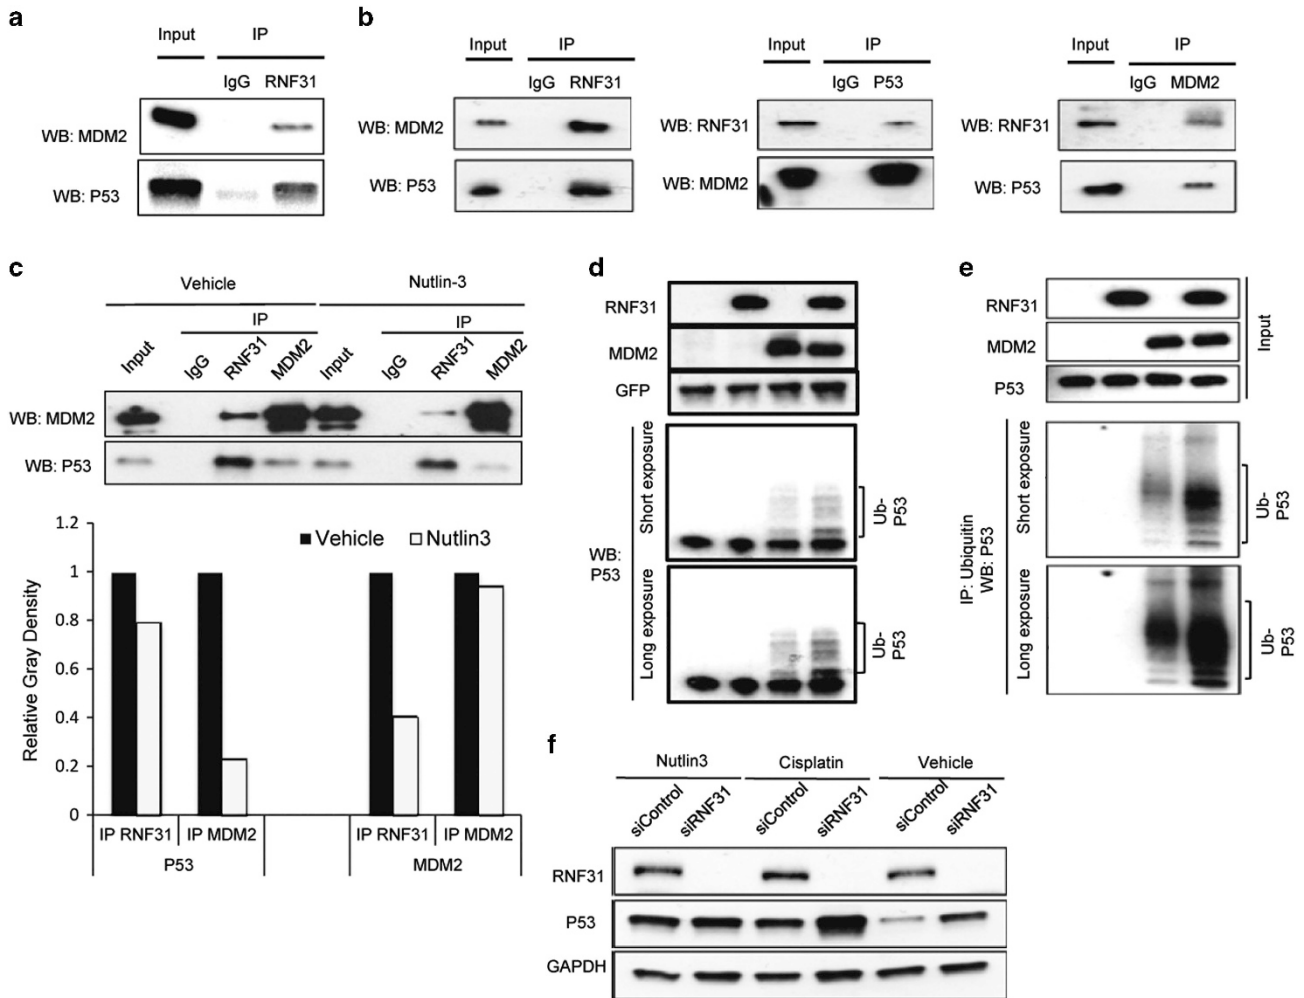 a
Input IP
IgG RNF31
WB: MDM2
WB: P53
b
Input IP
IgG RNF31
WB: MDM2
WB: P53
Input IP
IgG P53
WB: RNF31
WB: MDM2
Input IP
IgG MDM2
WB: RNF31
WB: P53
c
Vehicle Nutlin-3
IP IP
Input IgG RNF31 MDM2 Input IgG RNF31 MDM2
WB: MDM2
WB: P53
Relative Gray Density
1.2
1
0.8
0.6
0.4
0.2
0
Vehicle Nutlin3
IP RNF31 IP MDM2 IP RNF31 IP MDM2
P53 MDM2
d
RNF31
MDM2
GFP
WB:
P53
Short exposure
Ub-
P53
Long exposure
Ub-
P53
e
RNF31
MDM2
P53
Input
IP: Ubiquitin
WB: P53
Short exposure
Ub-
P53
Long exposure
Ub-
P53
f
Nutlin3 Cisplatin Vehicle
siControl siRNF31 siControl siRNF31 siControl siRNF31
RNF31
P53
GAPDH